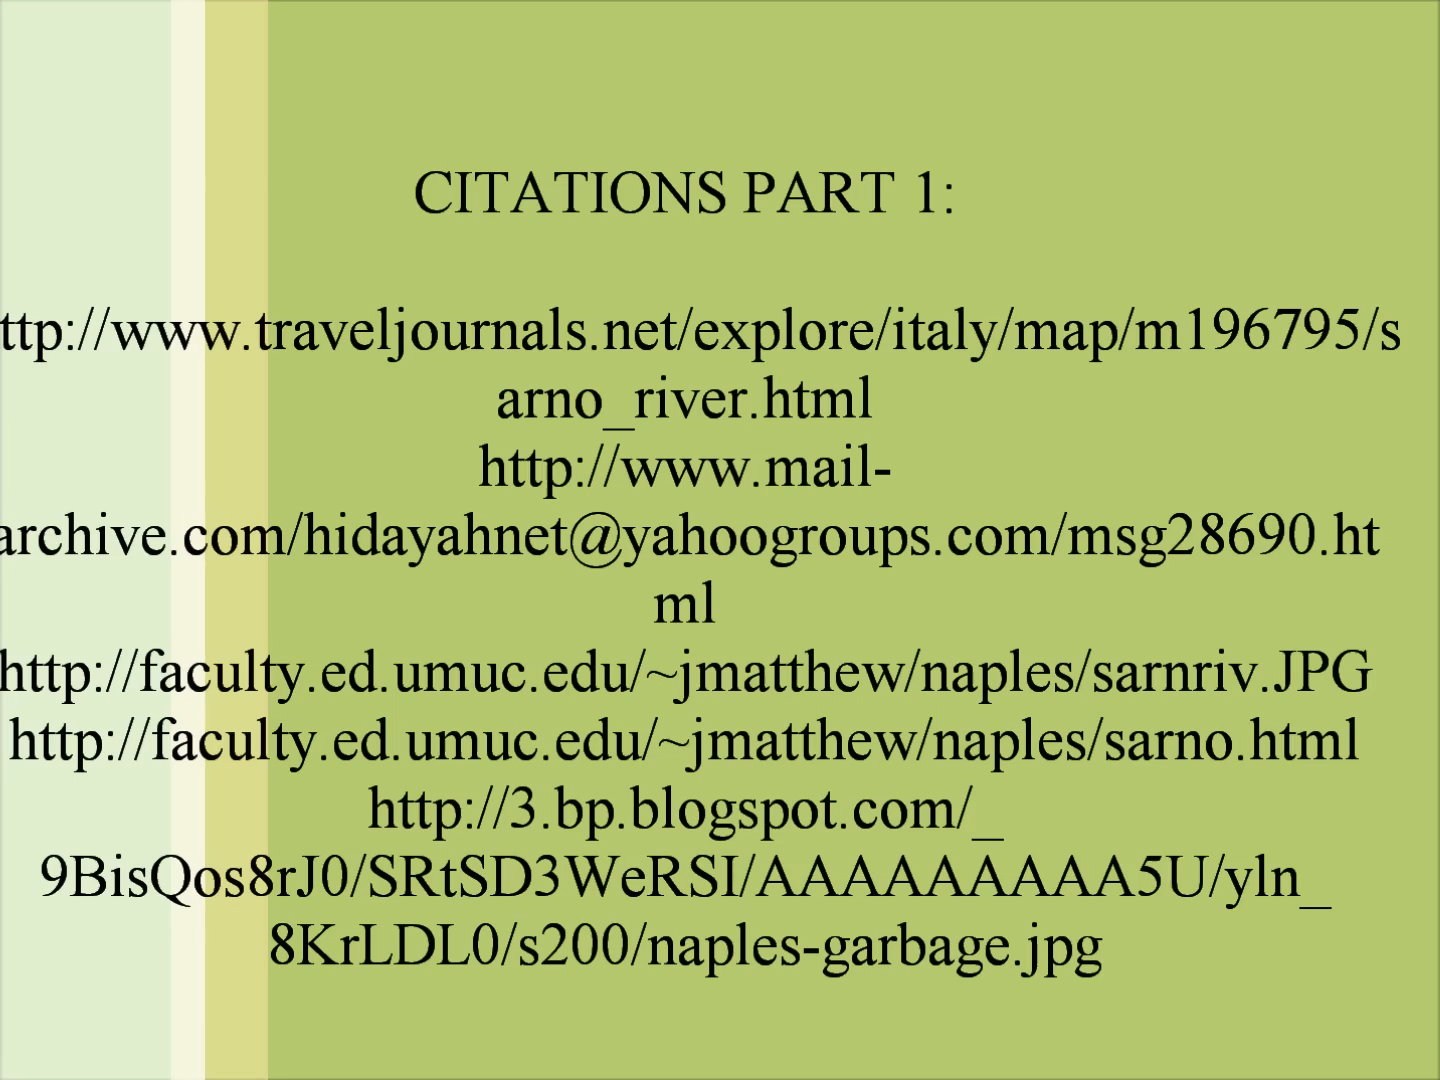 CITATIONS PART 1:
ttp://www.traveljournals.net/explore/italy/map/m196795/s
arno_river.html
http://www.mail-
archive.com/hidayahnet@yahoogroups.com/msg28690.ht
ml
http://faculty.ed.umuc.edu/~jmatthew/naples/sarnriv.JPG
http://faculty.ed.umuc.edu/~jmatthew/naples/sarno.html
http://3.bp.blogspot.com/_
9BisQos8rJ0/SRtSD3WeRSI/AAAAAAAAA5U/yln_
8KrLDL0/s200/naples-garbage.jpg